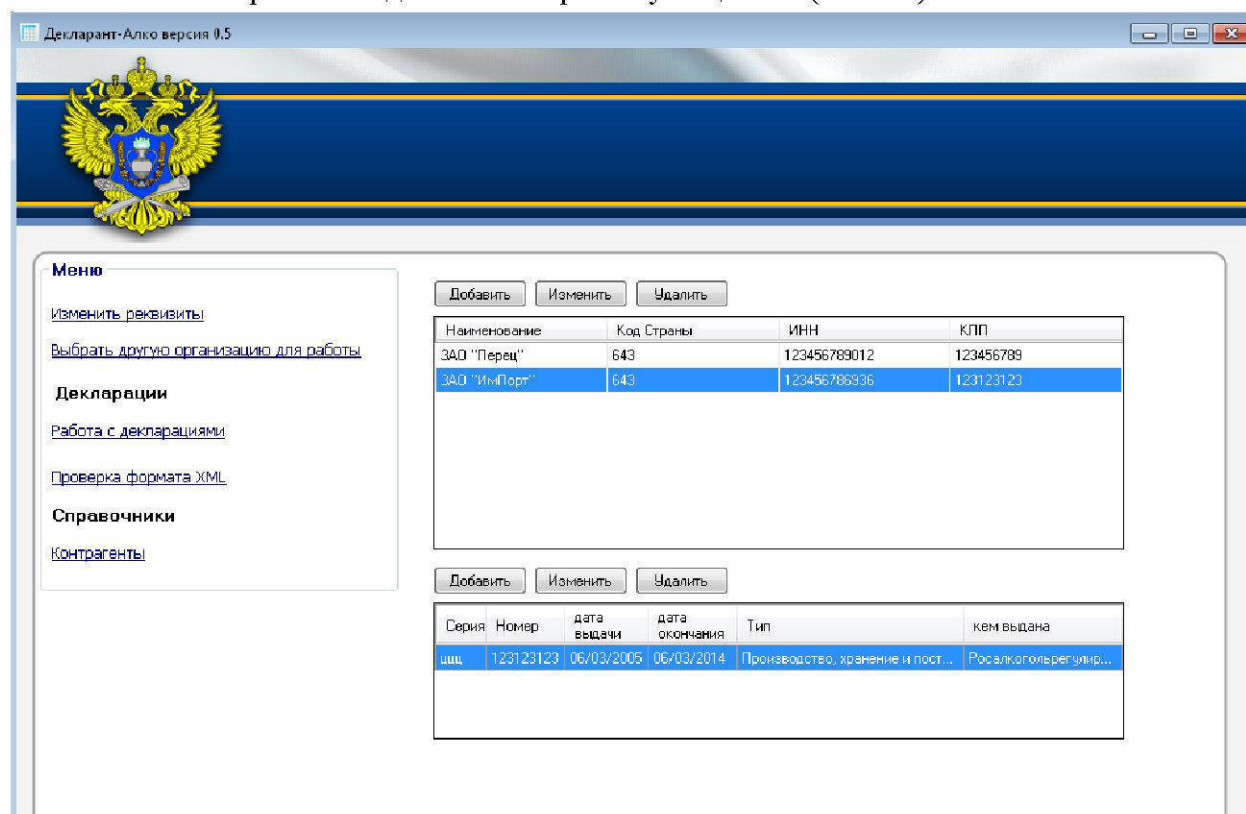 Декларант-Алко версия 0.5
Меню
Изменить реквизиты
Выбрать другую организацию для работы
Декларации
Работа с декларациями
Проверка формата XML
Справочники
Контрагенты
Добавить Изменить Удалить
Наименование Код Страны ИНН КПП
ЗАО "Перец" 643 123456789012 123456789
ЗАО "ИмПорт" 643 123456786936 123123123
Добавить Изменить Удалить
Серия Номер дата выдачи дата окончания Тип кем выдана
ццц 123123123 06/03/2005 06/03/2014 Производство, хранение и пост... Росалкогольрегулир...